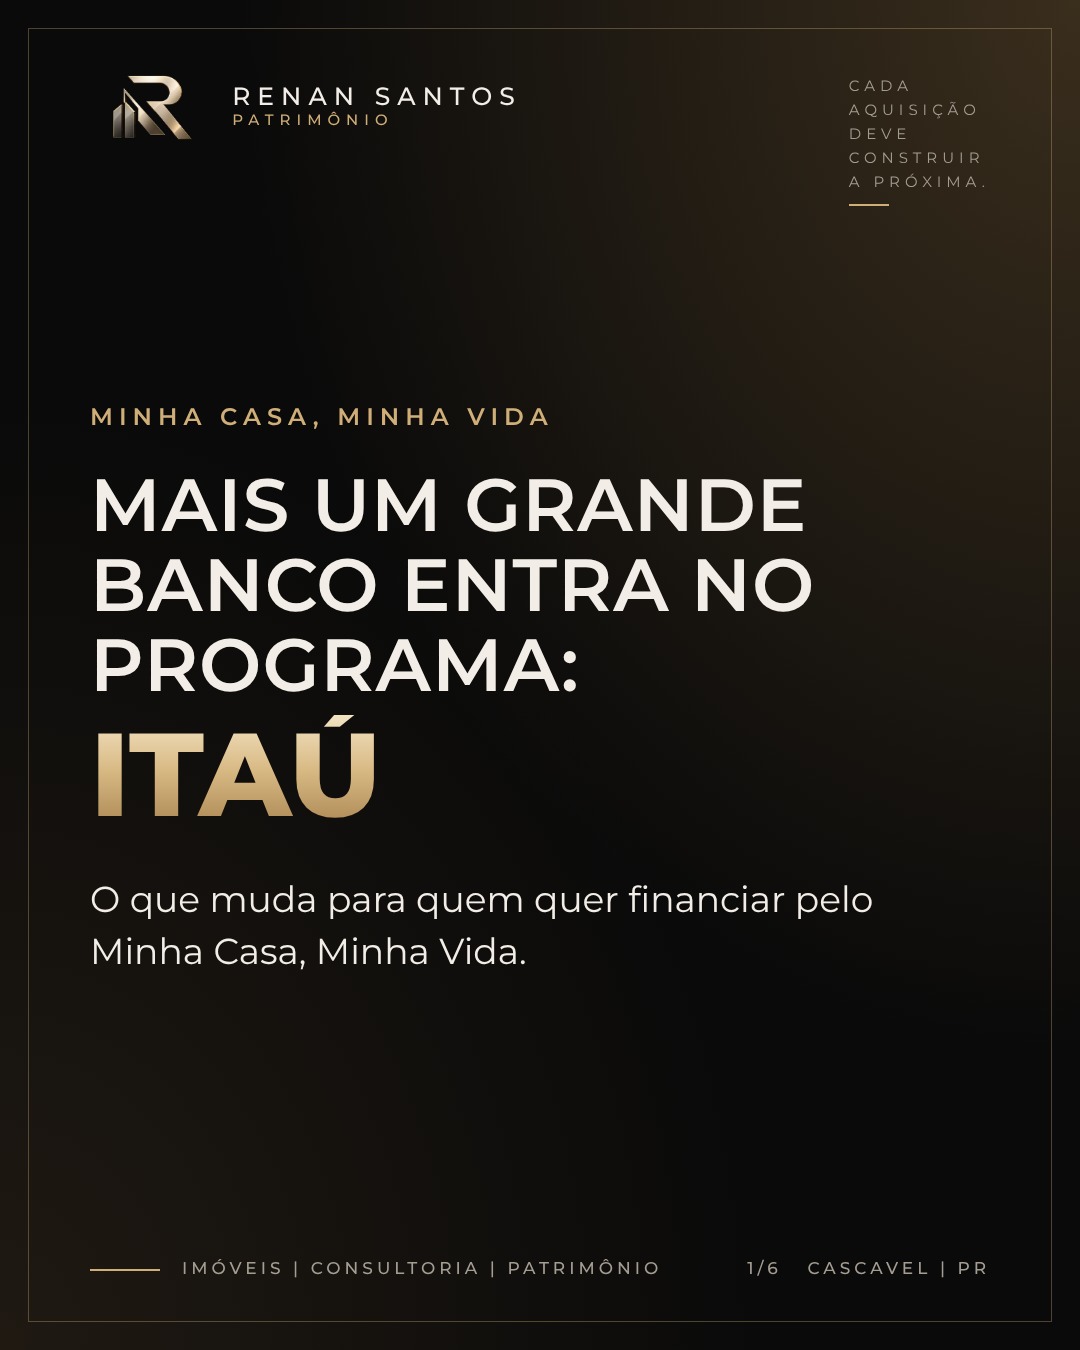 RENAN SANTOS
PATRIMÔNIO
CADA
AQUISIÇÃO
DEVE
CONSTRUIR
A PRÓXIMA.
MINHA CASA, MINHA VIDA
MAIS UM GRANDE
BANCO ENTRA NO
PROGRAMA:
ITAÚ
O que muda para quem quer financiar pelo
Minha Casa, Minha Vida.
IMÓVEIS | CONSULTORIA | PATRIMÔNIO
1/6 CASCAVEL | PR